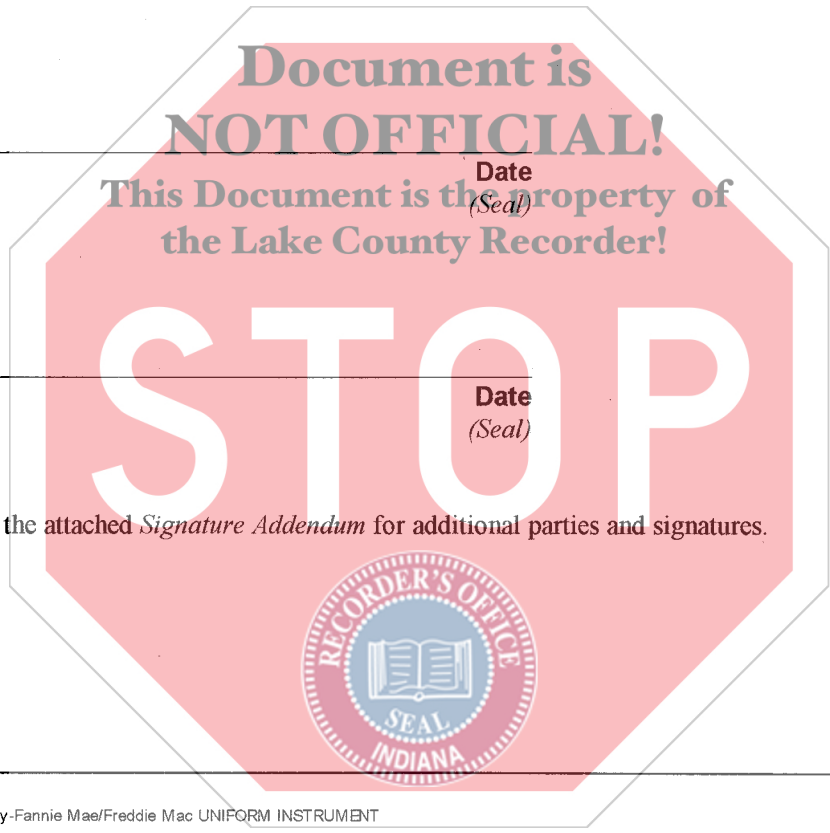 Document is
NOT OFFICIAL!
Date
This Document is the property of
(Seal)
the Lake County Recorder!
STOP
Date
(Seal)
the attached Signature Addendum for additional parties and signatures.
RECORDER'S OFFICE
SEAL
INDIANA
y-Fannie Mae/Freddie Mac UNIFORM INSTRUMENT